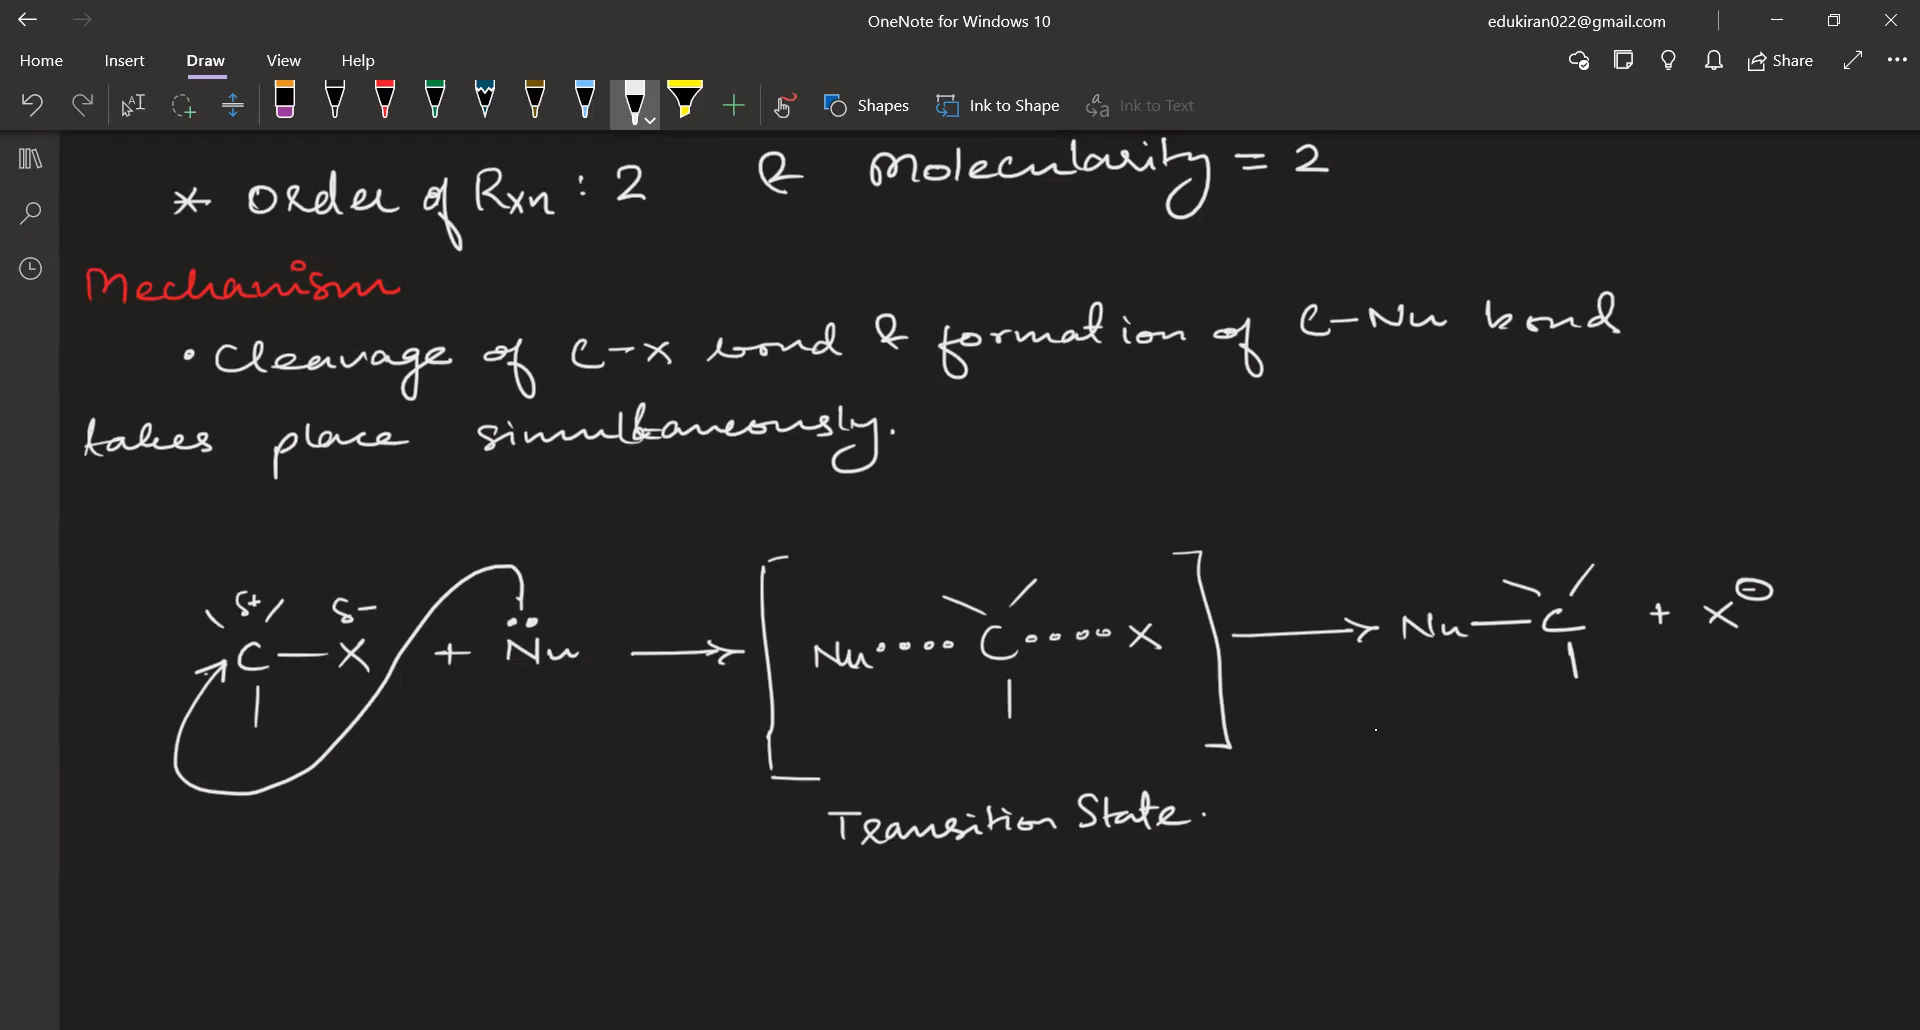 OneNote for Windows 10
edukiran022@gmail.com
Home Insert Draw View Help
Share
Shapes Ink to Shape Ink to Text
* Order of Rxn : 2 & Molecularity = 2
Mechanism
• Cleavage of C-X bond & formation of C-Nu bond
takes place simultaneously.
δ+ δ-
C — X + N̈u → [ Nu •••• C •••• X ] → Nu — C + X⊖
Transition State.